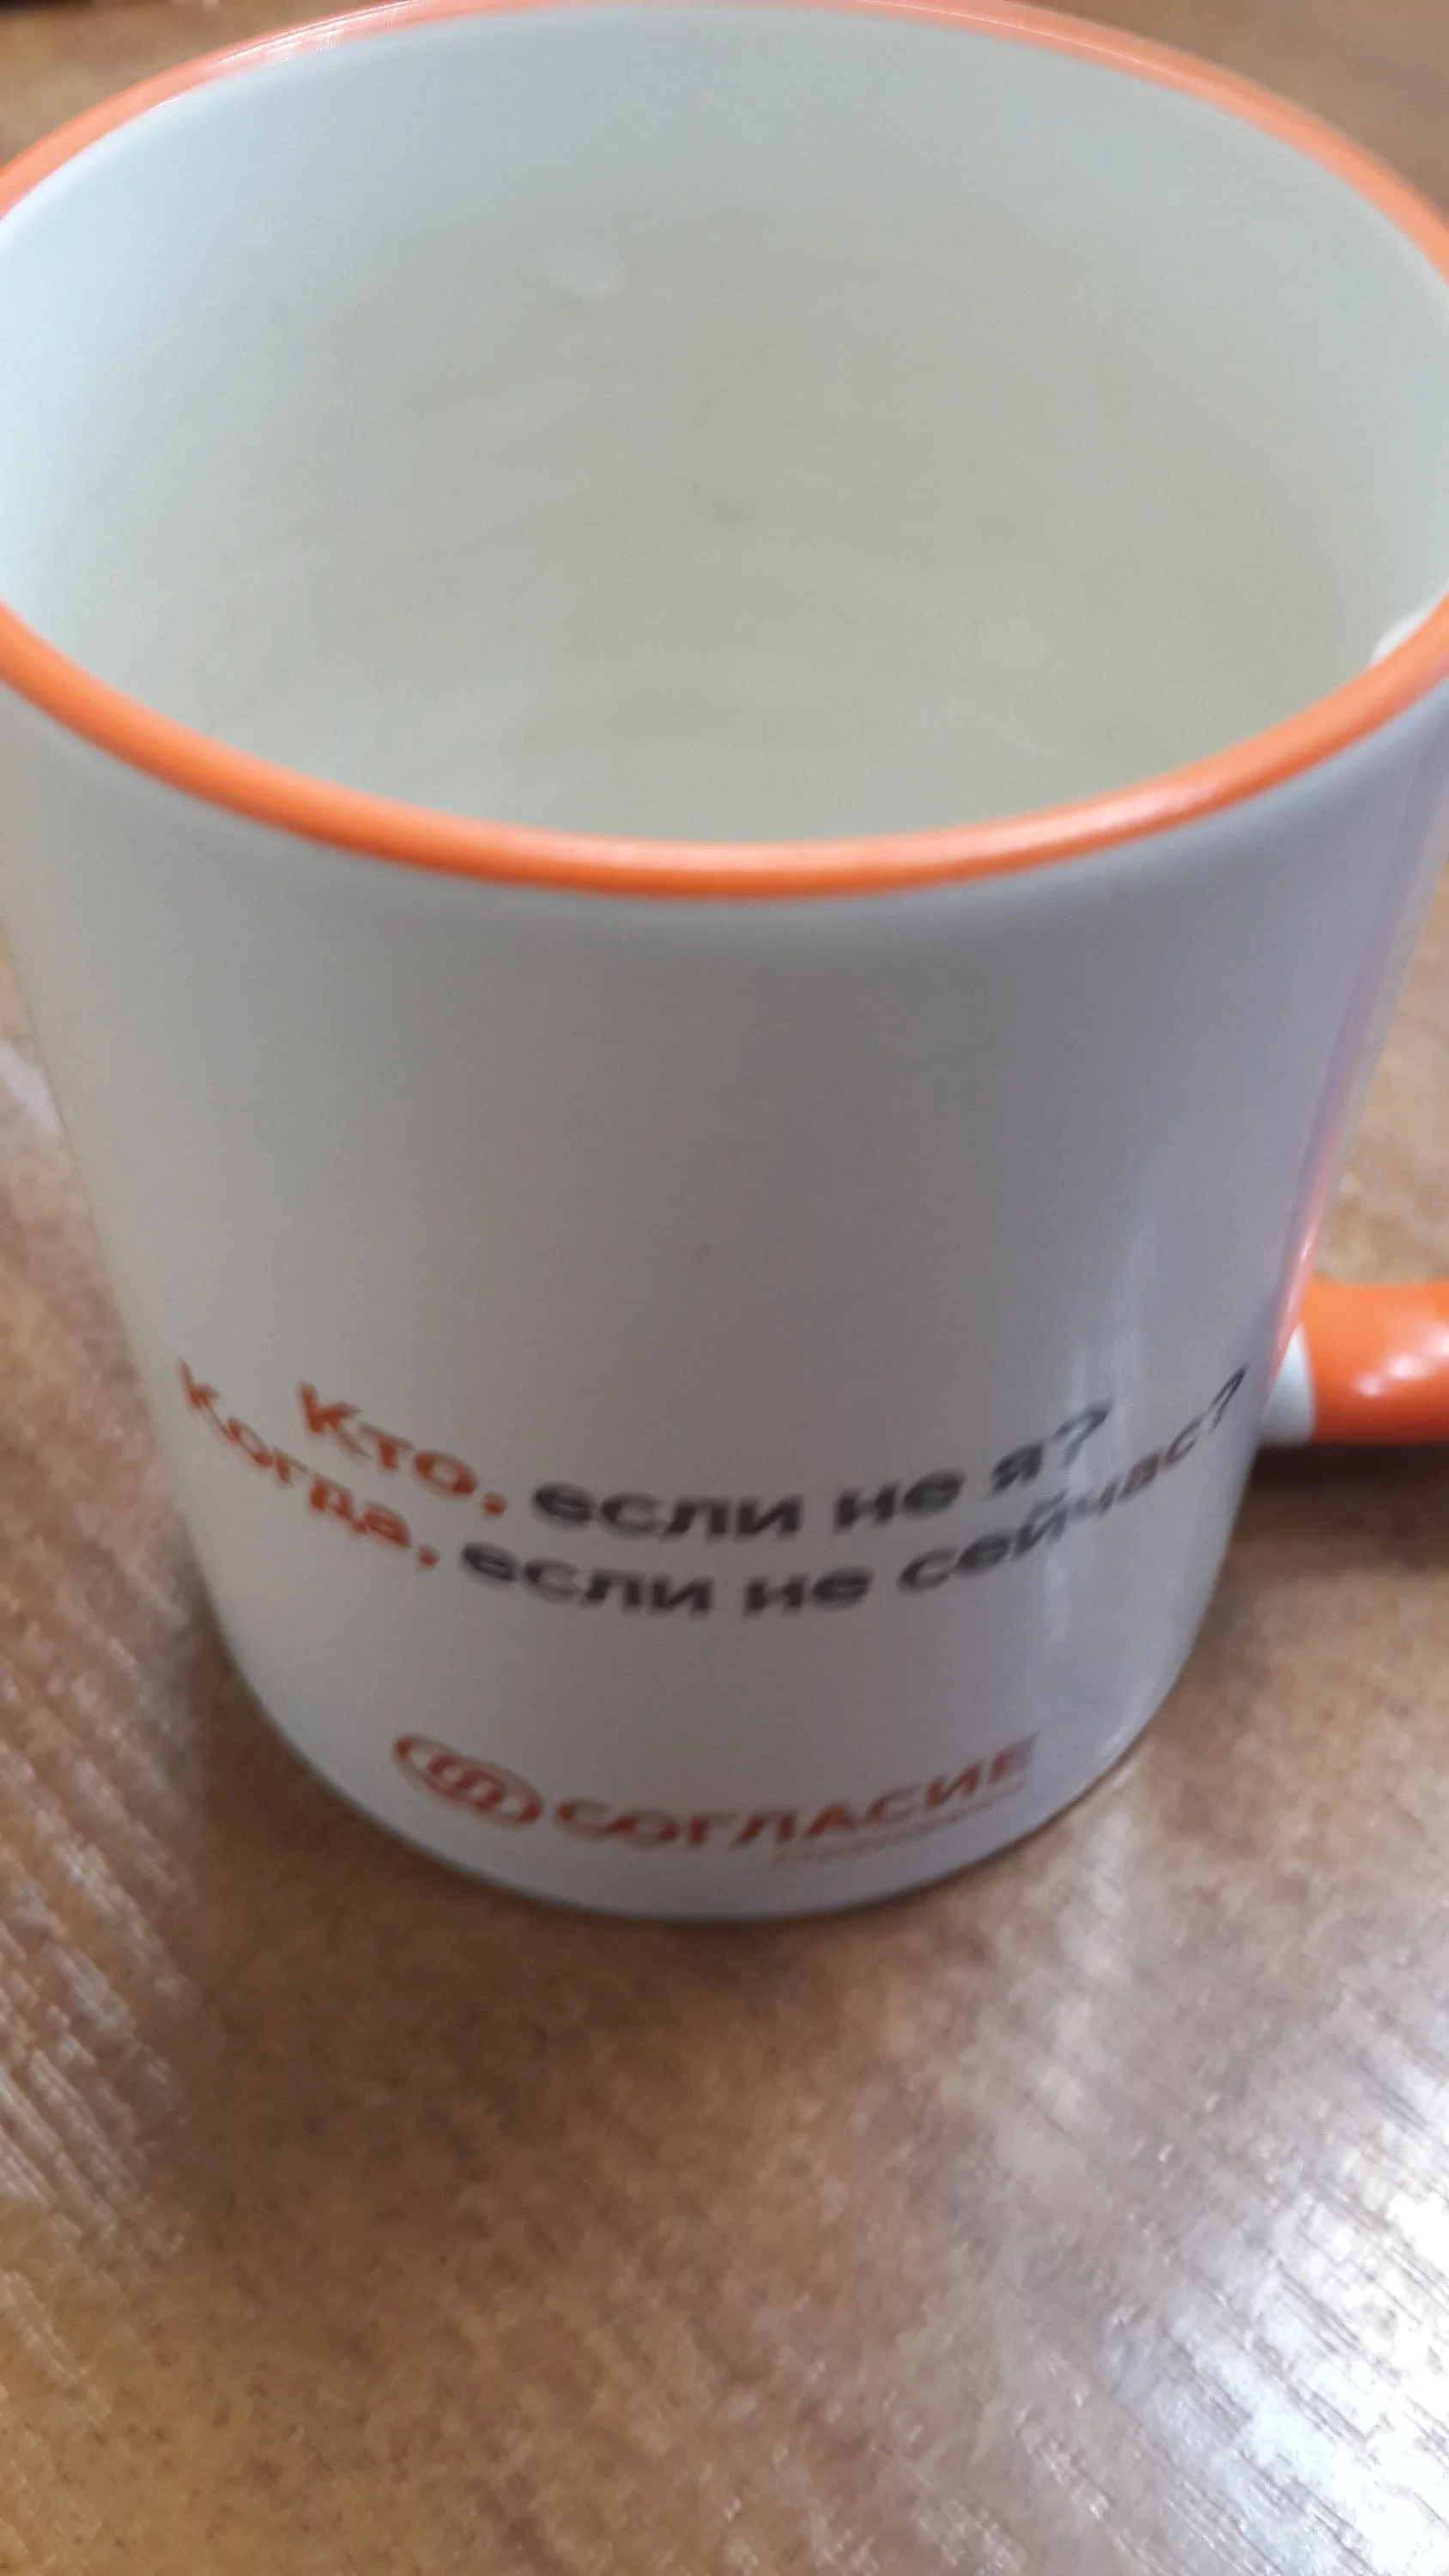 Кто, если не я?
Когда, если не сейчас?
СОГЛАСИЕ